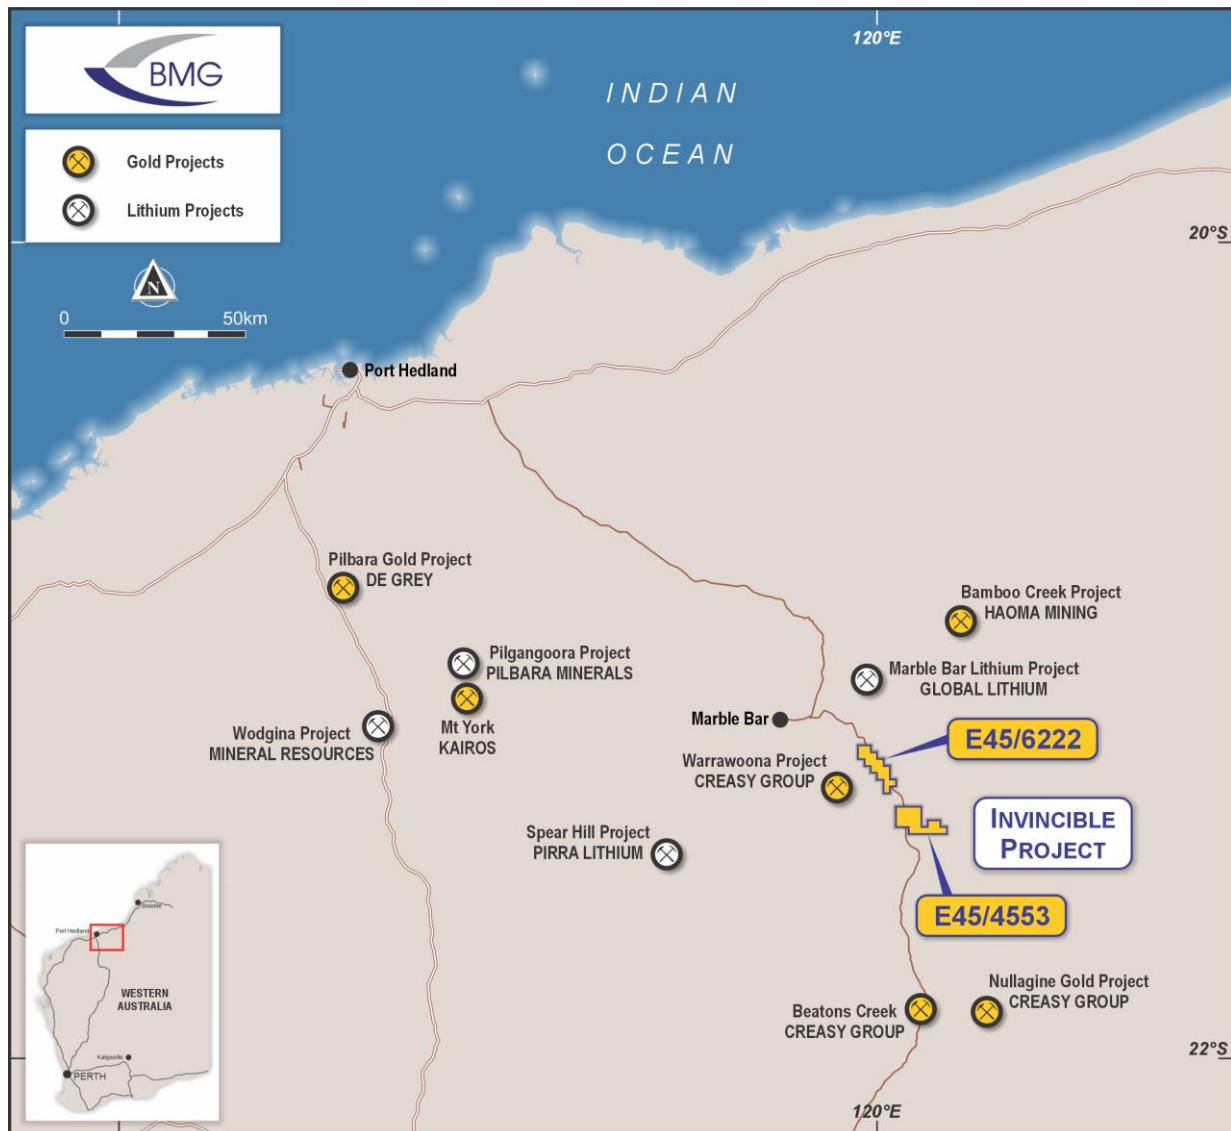 BMG
Gold Projects
Lithium Projects
N
0 50km
120°E
INDIAN
OCEAN
20°S
Port Hedland
Pilbara Gold Project
DE GREY
Bamboo Creek Project
HAOMA MINING
Pilgangoora Project
PILBARA MINERALS
Marble Bar Lithium Project
GLOBAL LITHIUM
Mt York
KAIROS
Wodgina Project
MINERAL RESOURCES
Marble Bar
E45/6222
Warrawoona Project
CREASY GROUP
INVINCIBLE
PROJECT
Spear Hill Project
PIRRA LITHIUM
E45/4553
Nullagine Gold Project
CREASY GROUP
Beatons Creek
CREASY GROUP
22°S
120°E
Broome
Port Hedland
WESTERN
AUSTRALIA
Kalgoorlie
PERTH